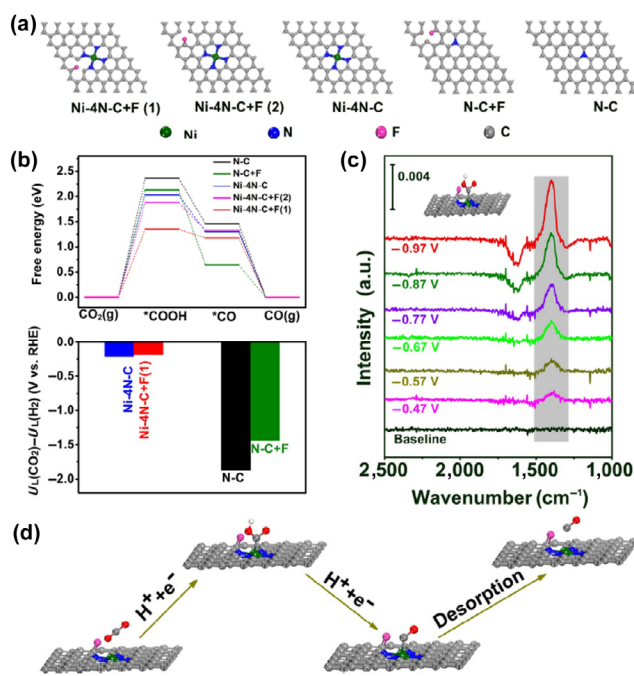 (a)
Ni-4N-C+F (1)
Ni-4N-C+F (2)
Ni-4N-C
N-C+F
N-C
Ni
N
F
C
(b)
Free energy (eV)
2.5
2.0
1.5
1.0
0.5
0.0
N-C
N-C+F
Ni-4N-C
Ni-4N-C+F(2)
Ni-4N-C+F(1)
CO₂(g)
*COOH
*CO
CO(g)
U_L(CO₂)−U_L(H₂) (V vs. RHE)
0
−0.5
−1.0
−1.5
−2.0
Ni-4N-C
Ni-4N-C+F(1)
N-C
N-C+F
(c)
Intensity (a.u.)
0.004
−0.97 V
−0.87 V
−0.77 V
−0.67 V
−0.57 V
−0.47 V
Baseline
2,500
2,000
1,500
1,000
Wavenumber (cm⁻¹)
(d)
H⁺+e⁻
H⁺+e⁻
Desorption